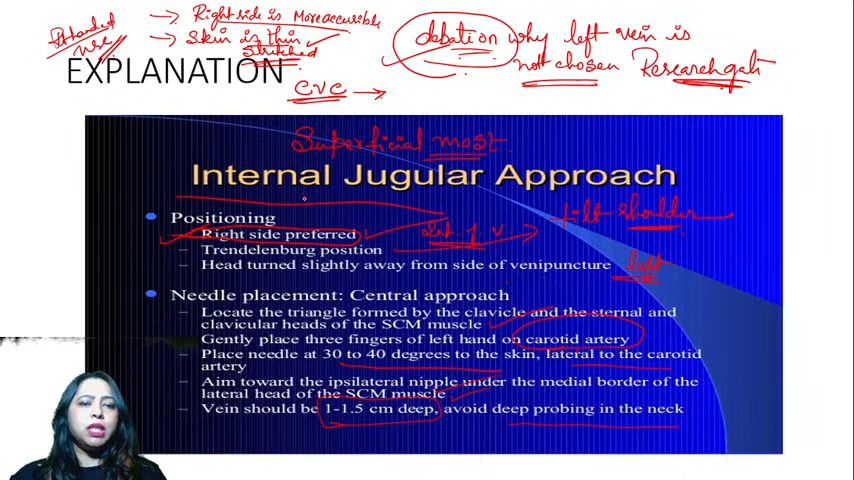 → Right side is More accessible
→ Skin is thin
stretched
debation why left vein is
not chosen Researchgate
EXPLANATION
CVC →
Superficial most.
Internal Jugular Approach
• Positioning
– Right side preferred
Int. J. V
tilt shoulder
– Trendelenburg position
– Head turned slightly away from side of venipuncture
left
• Needle placement: Central approach
– Locate the triangle formed by the clavicle and the sternal and
clavicular heads of the SCM muscle
– Gently place three fingers of left hand on carotid artery
– Place needle at 30 to 40 degrees to the skin, lateral to the carotid
artery
– Aim toward the ipsilateral nipple under the medial border of the
lateral head of the SCM muscle
– Vein should be 1-1.5 cm deep, avoid deep probing in the neck